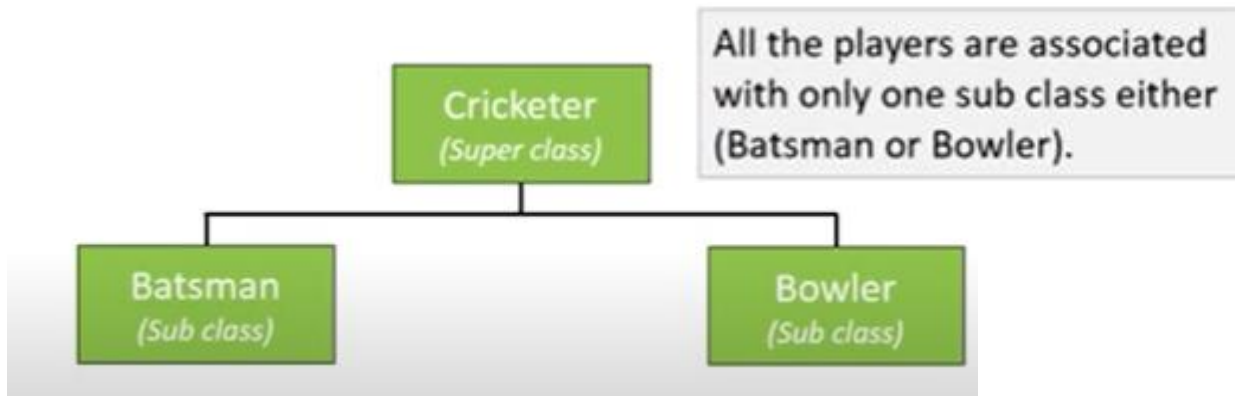 All the players are associated
with only one sub class either
(Batsman or Bowler).
Cricketer
(Super class)
Batsman
(Sub class)
Bowler
(Sub class)